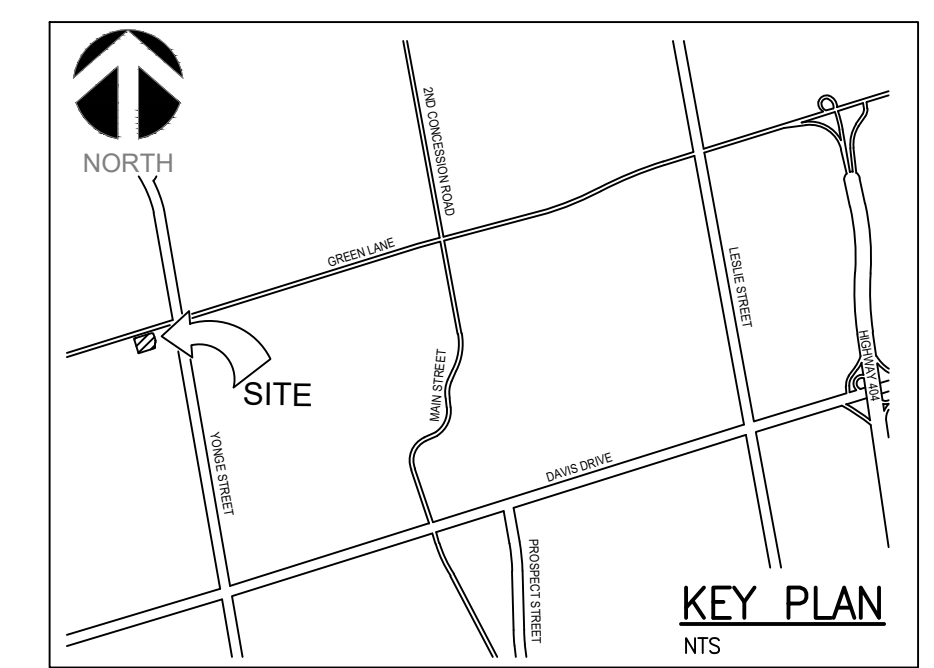 NORTH
2ND CONCESSION ROAD
GREEN LANE
LESLIE STREET
HIGHWAY 404
SITE
MAIN STREET
YONGE STREET
DAVIS DRIVE
PROSPECT STREET
KEY PLAN
NTS